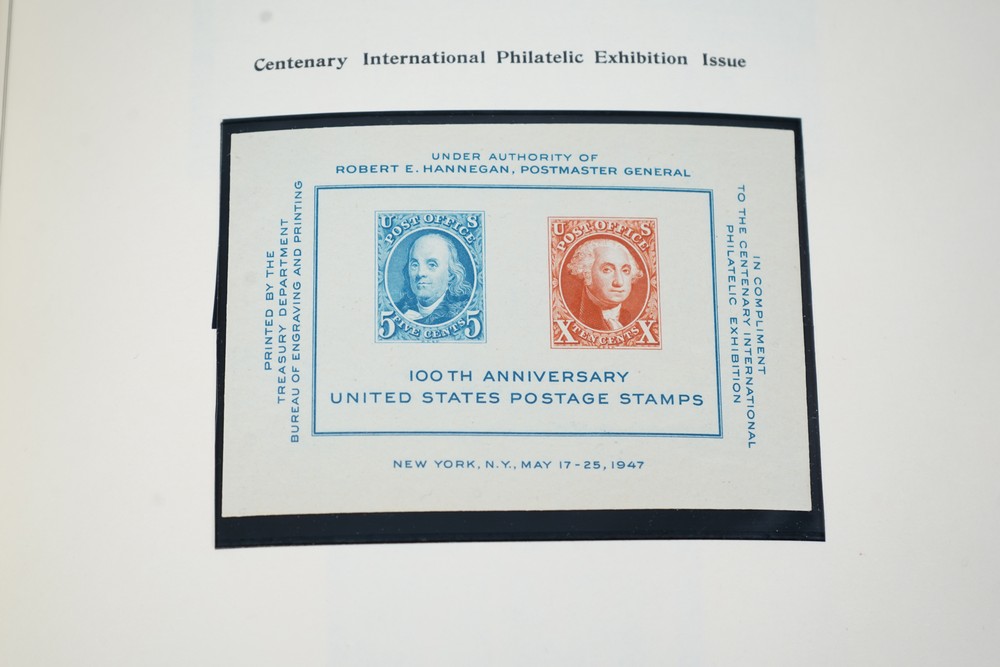 Centenary International Philatelic Exhibition Issue
UNDER AUTHORITY OF
ROBERT E. HANNEGAN, POSTMASTER GENERAL
PRINTED BY THE
TREASURY DEPARTMENT
BUREAU OF ENGRAVING AND PRINTING
U S
POST OFFICE
5 FIVE CENTS 5
U S
POST OFFICE
X TEN CENTS X
100TH ANNIVERSARY
UNITED STATES POSTAGE STAMPS
IN COMPLIMENT
TO THE CENTENARY INTERNATIONAL
PHILATELIC EXHIBITION
NEW YORK, N.Y., MAY 17-25, 1947